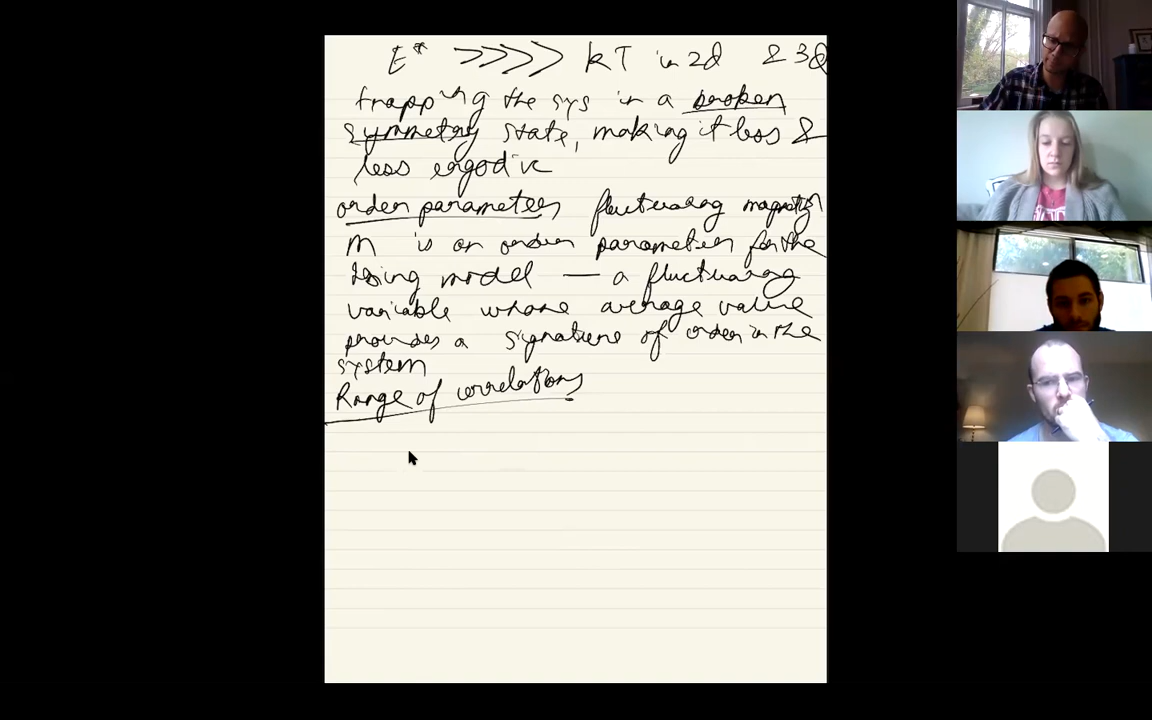 E* >>>> kT in 2d & 3D
trapping the sys in a broken
symmetry state, making it less &
less ergodic
order parameters fluctuating magnetizn
M is an order parameter for the
Ising model — a fluctuating
variable whose average value
provides a signature of order in the
system
Range of correlations